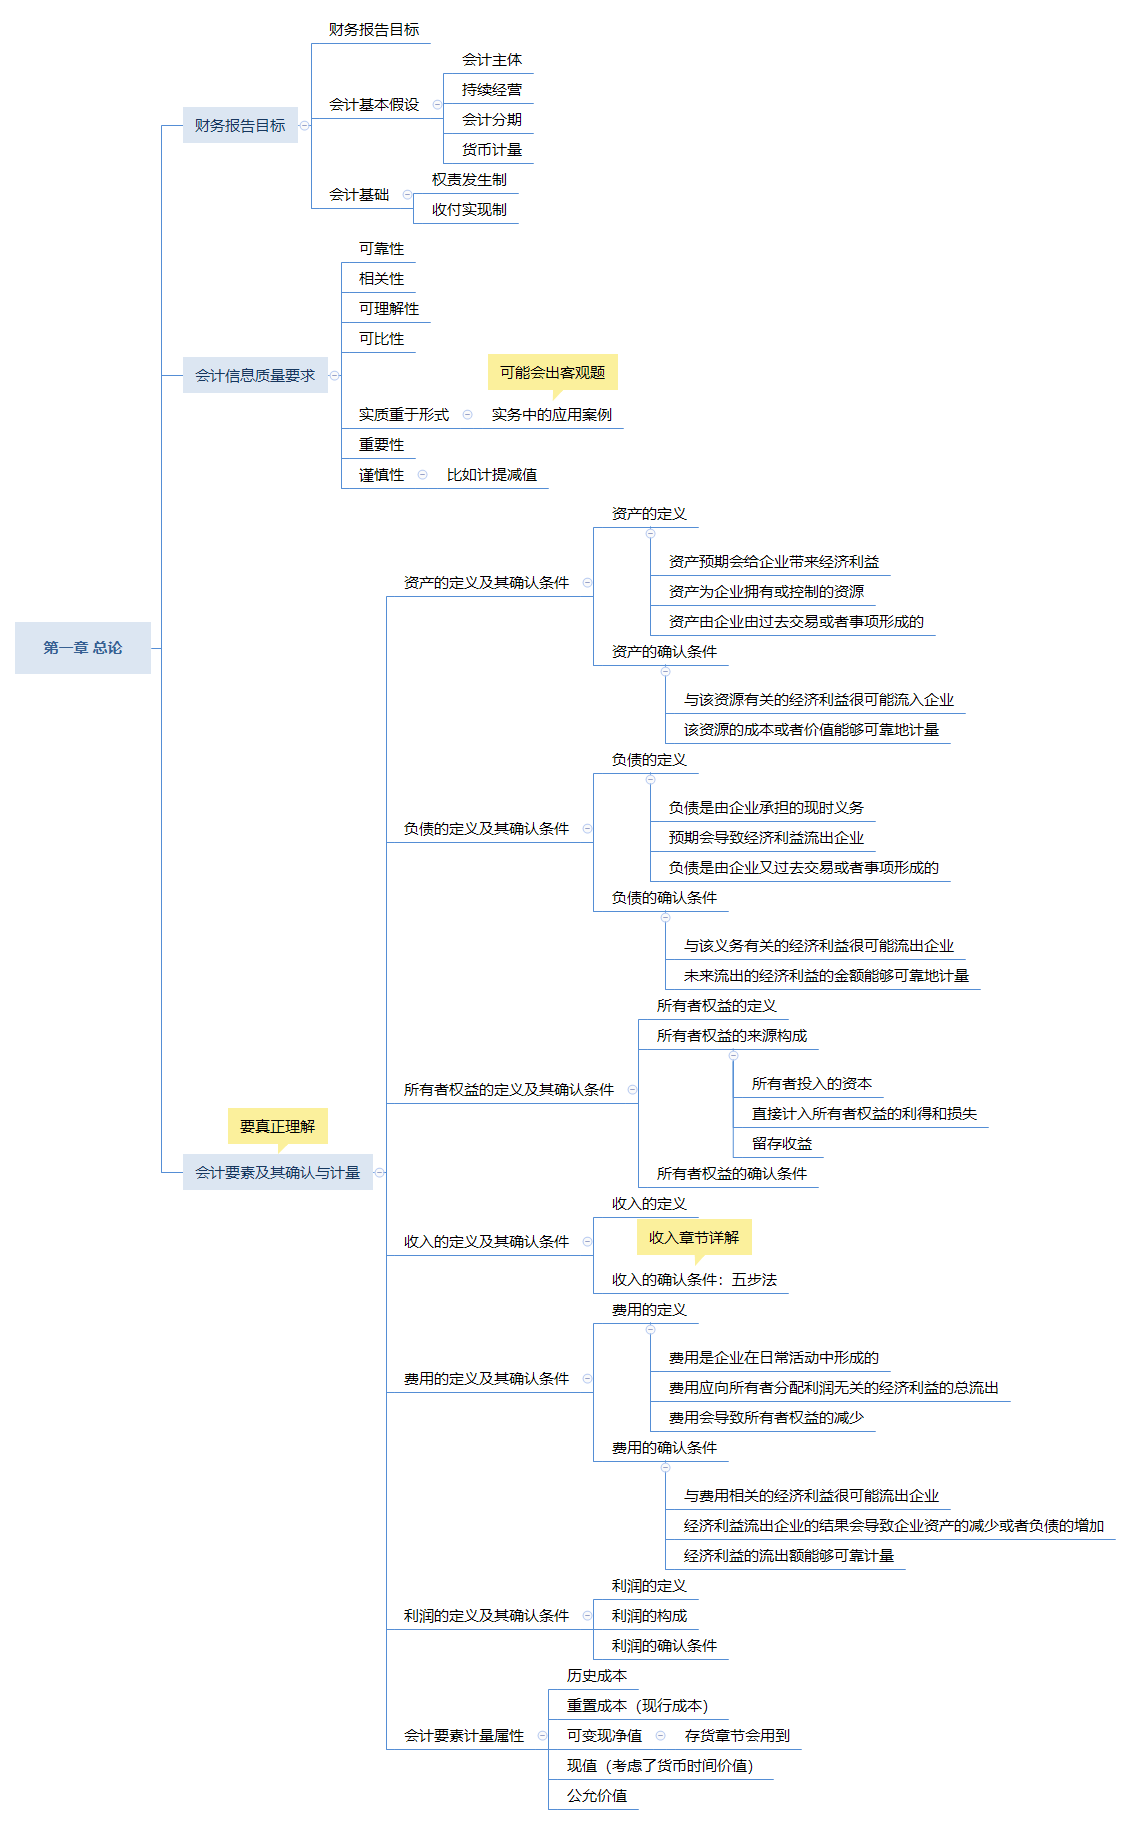 第一章 总论
财务报告目标
财务报告目标
会计基本假设
会计主体
持续经营
会计分期
货币计量
会计基础
权责发生制
收付实现制
会计信息质量要求
可靠性
相关性
可理解性
可比性
实质重于形式
可能会出客观题
实务中的应用案例
重要性
谨慎性
比如计提减值
要真正理解
会计要素及其确认与计量
资产的定义及其确认条件
资产的定义
资产预期会给企业带来经济利益
资产为企业拥有或控制的资源
资产由企业由过去交易或者事项形成的
资产的确认条件
与该资源有关的经济利益很可能流入企业
该资源的成本或者价值能够可靠地计量
负债的定义及其确认条件
负债的定义
负债是由企业承担的现时义务
预期会导致经济利益流出企业
负债是由企业又过去交易或者事项形成的
负债的确认条件
与该义务有关的经济利益很可能流出企业
未来流出的经济利益的金额能够可靠地计量
所有者权益的定义及其确认条件
所有者权益的定义
所有者权益的来源构成
所有者投入的资本
直接计入所有者权益的利得和损失
留存收益
所有者权益的确认条件
收入的定义及其确认条件
收入的定义
收入章节详解
收入的确认条件：五步法
费用的定义及其确认条件
费用的定义
费用是企业在日常活动中形成的
费用应向所有者分配利润无关的经济利益的总流出
费用会导致所有者权益的减少
费用的确认条件
与费用相关的经济利益很可能流出企业
经济利益流出企业的结果会导致企业资产的减少或者负债的增加
经济利益的流出额能够可靠计量
利润的定义及其确认条件
利润的定义
利润的构成
利润的确认条件
会计要素计量属性
历史成本
重置成本（现行成本）
可变现净值
存货章节会用到
现值（考虑了货币时间价值）
公允价值